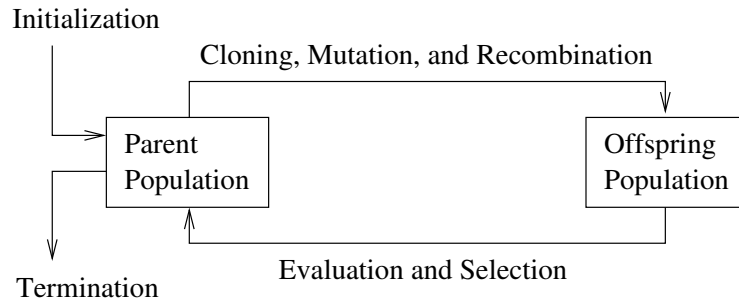 Initialization
Cloning, Mutation, and Recombination
Parent
Population
Offspring
Population
Evaluation and Selection
Termination